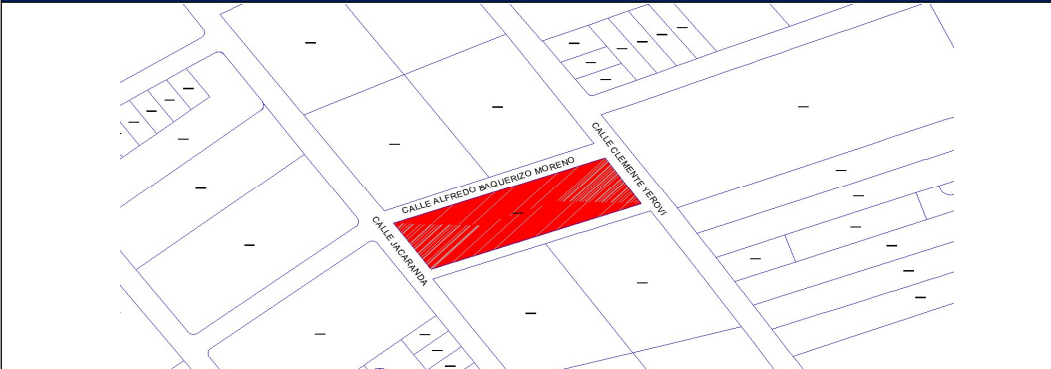 CALLE CLEMENTE YEROVI
CALLE ALFREDO BAQUERIZO MORENO
CALLE JACARANDA